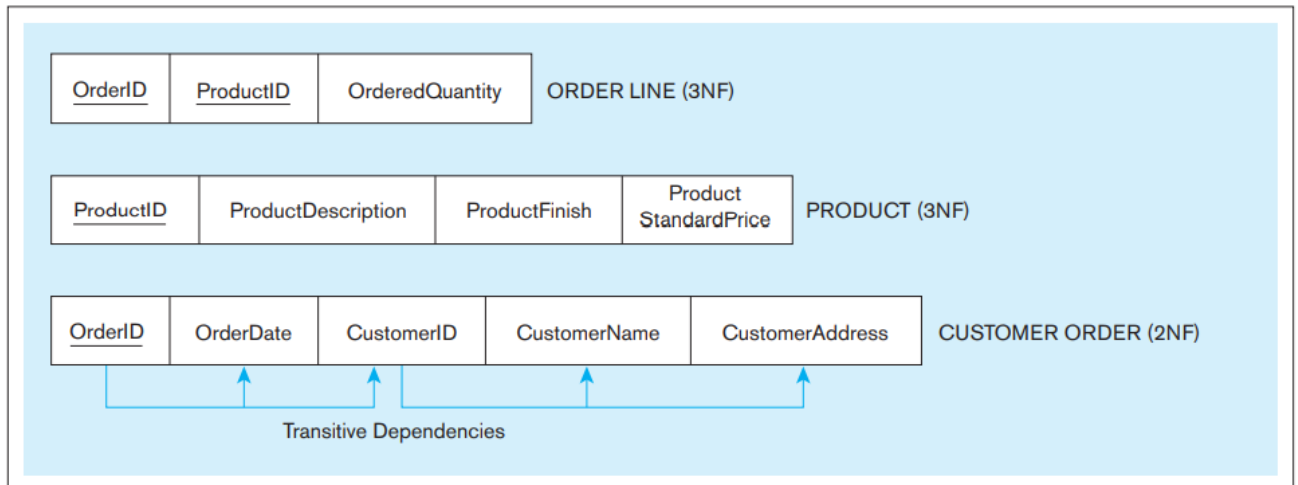 OrderID ProductID OrderedQuantity ORDER LINE (3NF)
ProductID ProductDescription ProductFinish Product StandardPrice PRODUCT (3NF)
OrderID OrderDate CustomerID CustomerName CustomerAddress CUSTOMER ORDER (2NF)
Transitive Dependencies